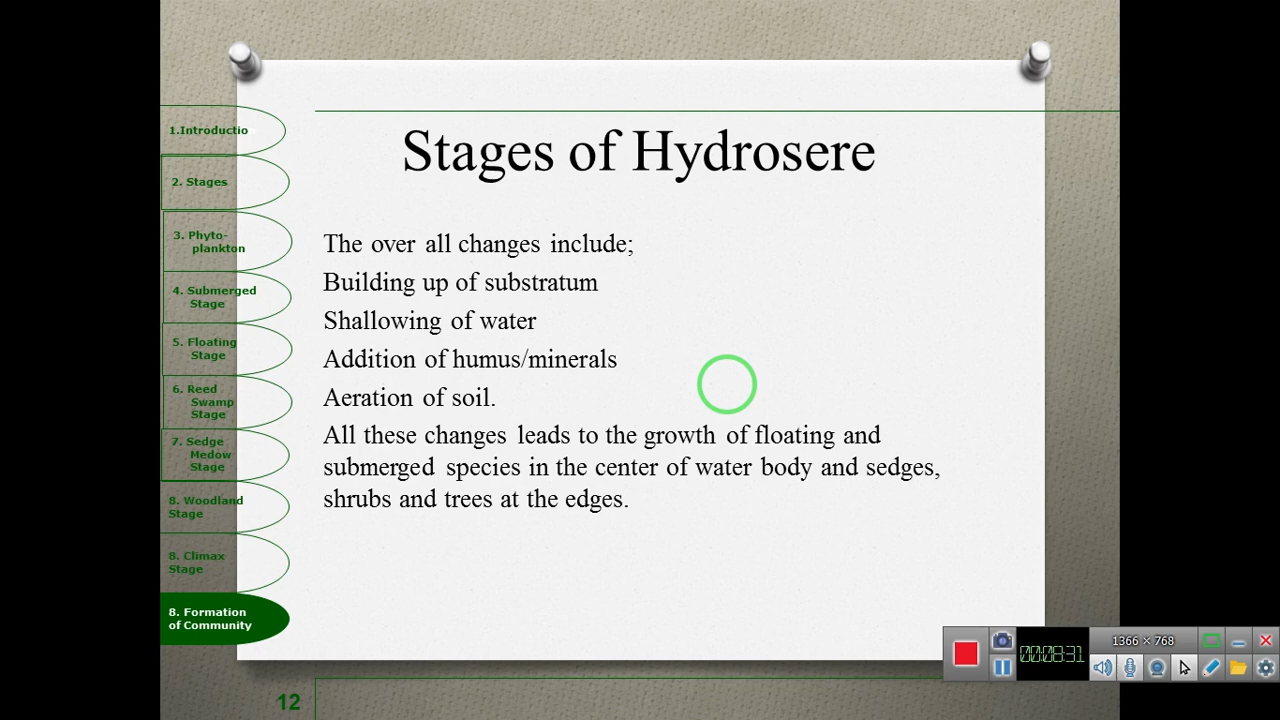 1.Introductio
2. Stages
3. Phyto-
plankton
4. Submerged
Stage
5. Floating
Stage
6. Reed
Swamp
Stage
7. Sedge
Medow
Stage
8. Woodland
Stage
8. Climax
Stage
8. Formation
of Community
Stages of Hydrosere
The over all changes include;
Building up of substratum
Shallowing of water
Addition of humus/minerals
Aeration of soil.
All these changes leads to the growth of floating and
submerged species in the center of water body and sedges,
shrubs and trees at the edges.
12
1366 × 768
00:08:31